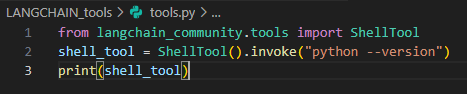 LANGCHAIN_tools > tools.py > ...
1 from langchain_community.tools import ShellTool
2 shell_tool = ShellTool().invoke("python --version")
3 print(shell_tool)